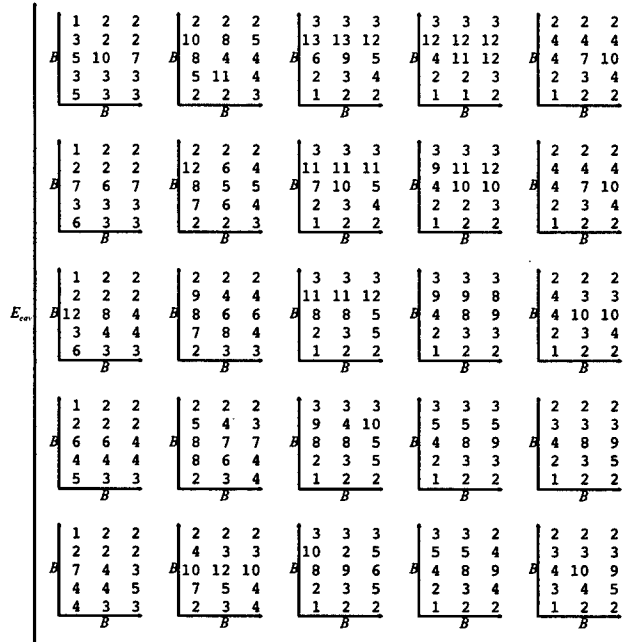 1 2 2 2 2 2 3 3 3 3 3 3 2 2 2
3 2 2 10 8 5 13 13 12 12 12 12 4 4 4
B 5 10 7 B 8 4 4 B 6 9 5 B 4 11 12 B 4 7 10
3 3 3 5 11 4 2 3 4 2 2 3 2 3 4
5 3 3 2 2 3 1 2 2 1 1 2 1 2 2
B B B B B
1 2 2 2 2 2 3 3 3 3 3 3 2 2 2
2 2 2 12 6 4 11 11 11 9 11 12 4 4 4
B 7 6 7 B 8 5 5 B 7 10 5 B 4 10 10 B 4 7 10
3 3 3 7 6 4 2 3 4 2 2 3 2 3 4
6 3 3 2 2 3 1 2 2 1 2 2 1 2 2
B B B B B
1 2 2 2 2 2 3 3 3 3 3 3 2 2 2
2 2 2 9 4 4 11 11 12 9 9 8 4 3 3
E_cav B 12 8 4 B 8 6 6 B 8 8 5 B 4 8 9 B 4 10 10
3 4 4 7 8 4 2 3 5 2 3 3 2 3 4
6 3 3 2 3 3 1 2 2 1 2 2 1 2 2
B B B B B
1 2 2 2 2 2 3 3 3 3 3 3 2 2 2
2 2 2 5 4 3 9 4 10 5 5 5 3 3 3
B 6 6 4 B 8 7 7 B 8 8 5 B 4 8 9 B 4 8 9
4 4 4 8 6 4 2 3 5 2 3 3 2 3 5
5 3 3 2 3 4 1 2 2 1 2 2 1 2 2
B B B B B
1 2 2 2 2 2 3 3 3 3 3 2 2 2 2
2 2 2 4 3 3 10 2 5 5 5 4 3 3 3
B 7 4 3 B 10 12 10 B 8 9 6 B 4 8 9 B 4 10 9
4 4 5 7 5 4 2 3 5 2 3 4 3 4 5
4 3 3 2 3 4 1 2 2 1 2 2 1 2 2
B B B B B